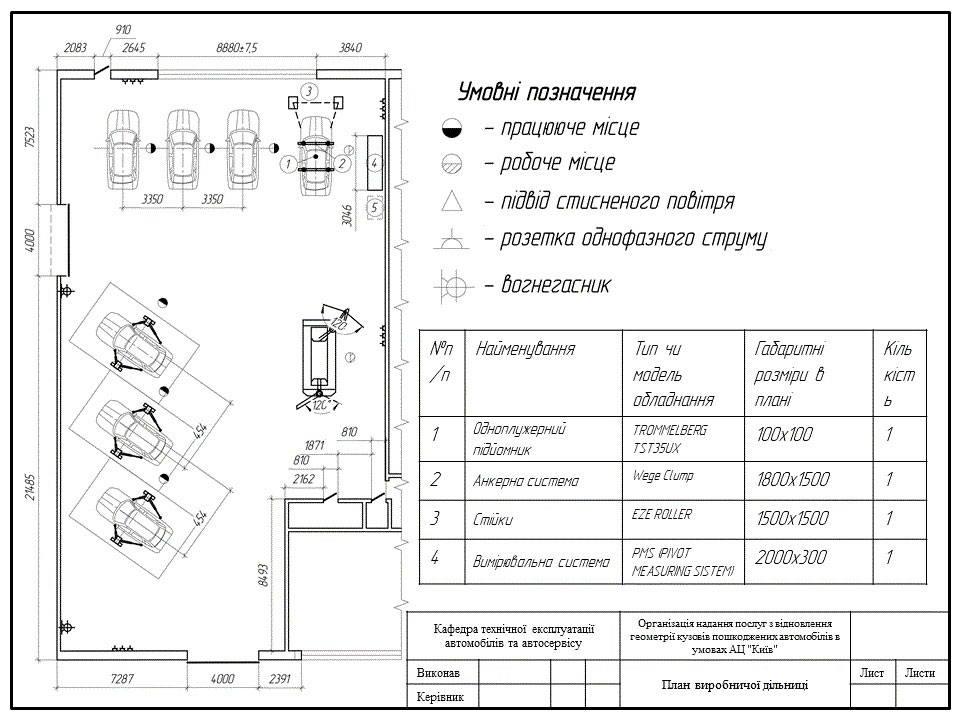 910
2083
2645
8880±7,5
3840
3
7523
1
2
4
3350
3350
3046
5
4000
120
120°
454
454
1871
810
810
2162
21485
8493
7287
4000
2391
Умовні позначення
– працююче місце
– робоче місце
– підвід стисненого повітря
– розетка однофазного струму
– вогнегасник
№п
/п
Найменування
Тип чи
модель
обладнання
Габаритні
розміри в
плані
Кіль
кіст
ь
1
Одноплужерний
підйомник
TROMMELBERG
TST35UX
100х100
1
2
Анкерна система
Wege Clump
1800х1500
1
3
Стійки
EZE ROLLER
1500х1500
1
4
Вимірювальна система
PMS (PIVOT
MEASURING SISTEM)
2000х300
1
Кафедра технічної експлуатації
автомобілів та автосервісу
Організація надання послуг з відновлення
геометрії кузовів пошкоджених автомобілів в
умовах АЦ "Київ"
Виконав
Керівник
План виробничої дільниці
Лист
Листи